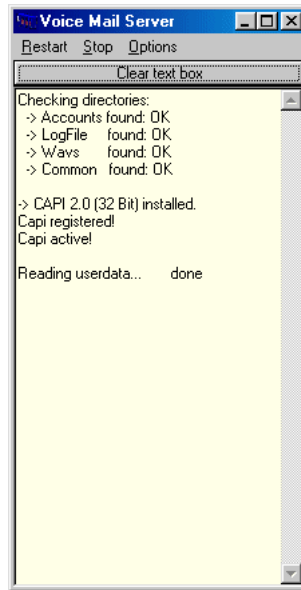 Voice Mail Server
Restart Stop Options
Clear text box
Checking directories:
-> Accounts found: OK
-> LogFile found: OK
-> Wavs found: OK
-> Common found: OK
-> CAPI 2.0 (32 Bit) installed.
Capi registered!
Capi active!
Reading userdata... done